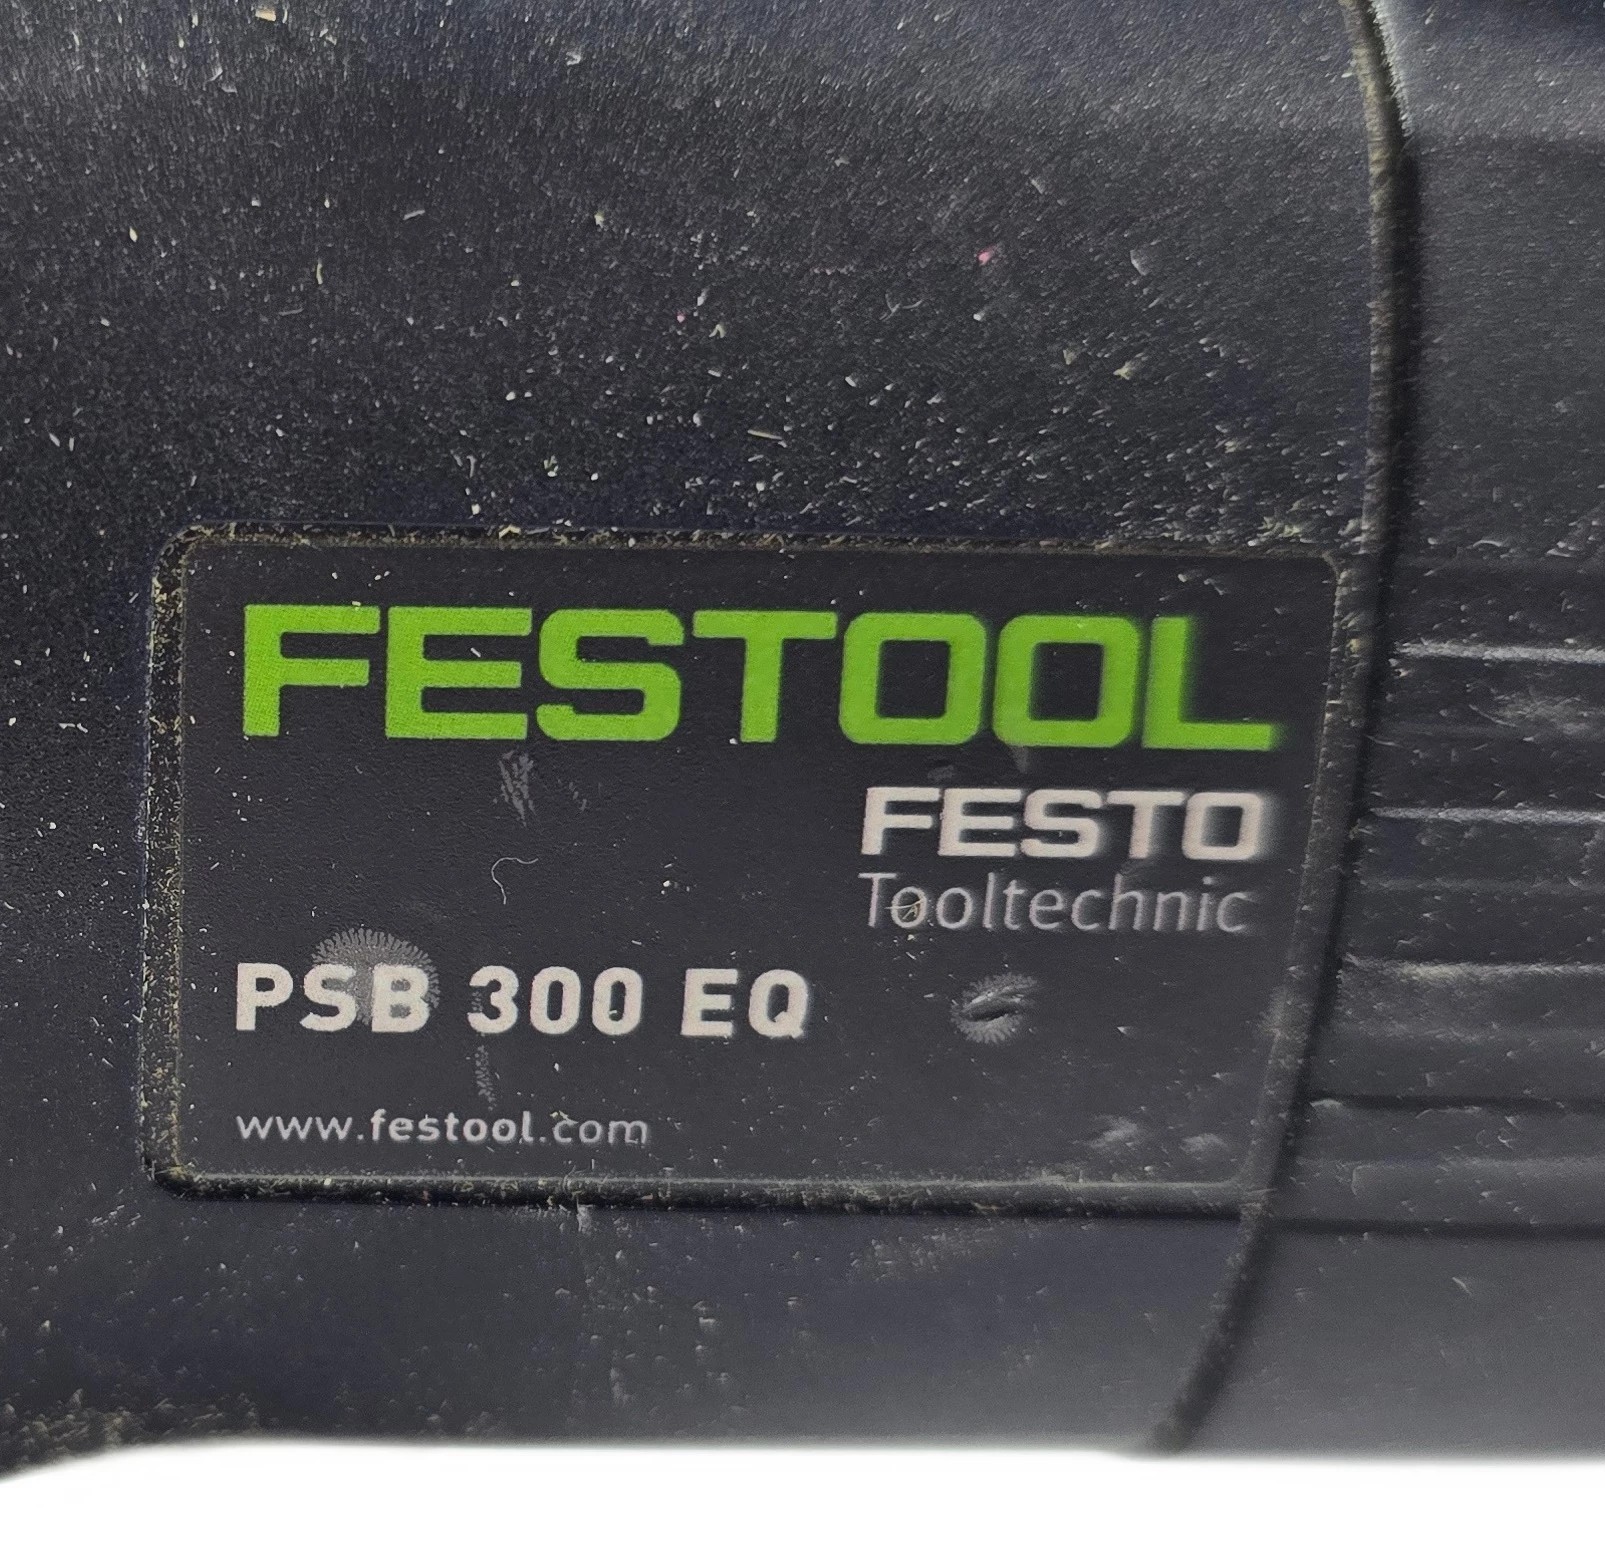 FESTOOL
FESTO
Tooltechnic
PSB 300 EQ
www.festool.com